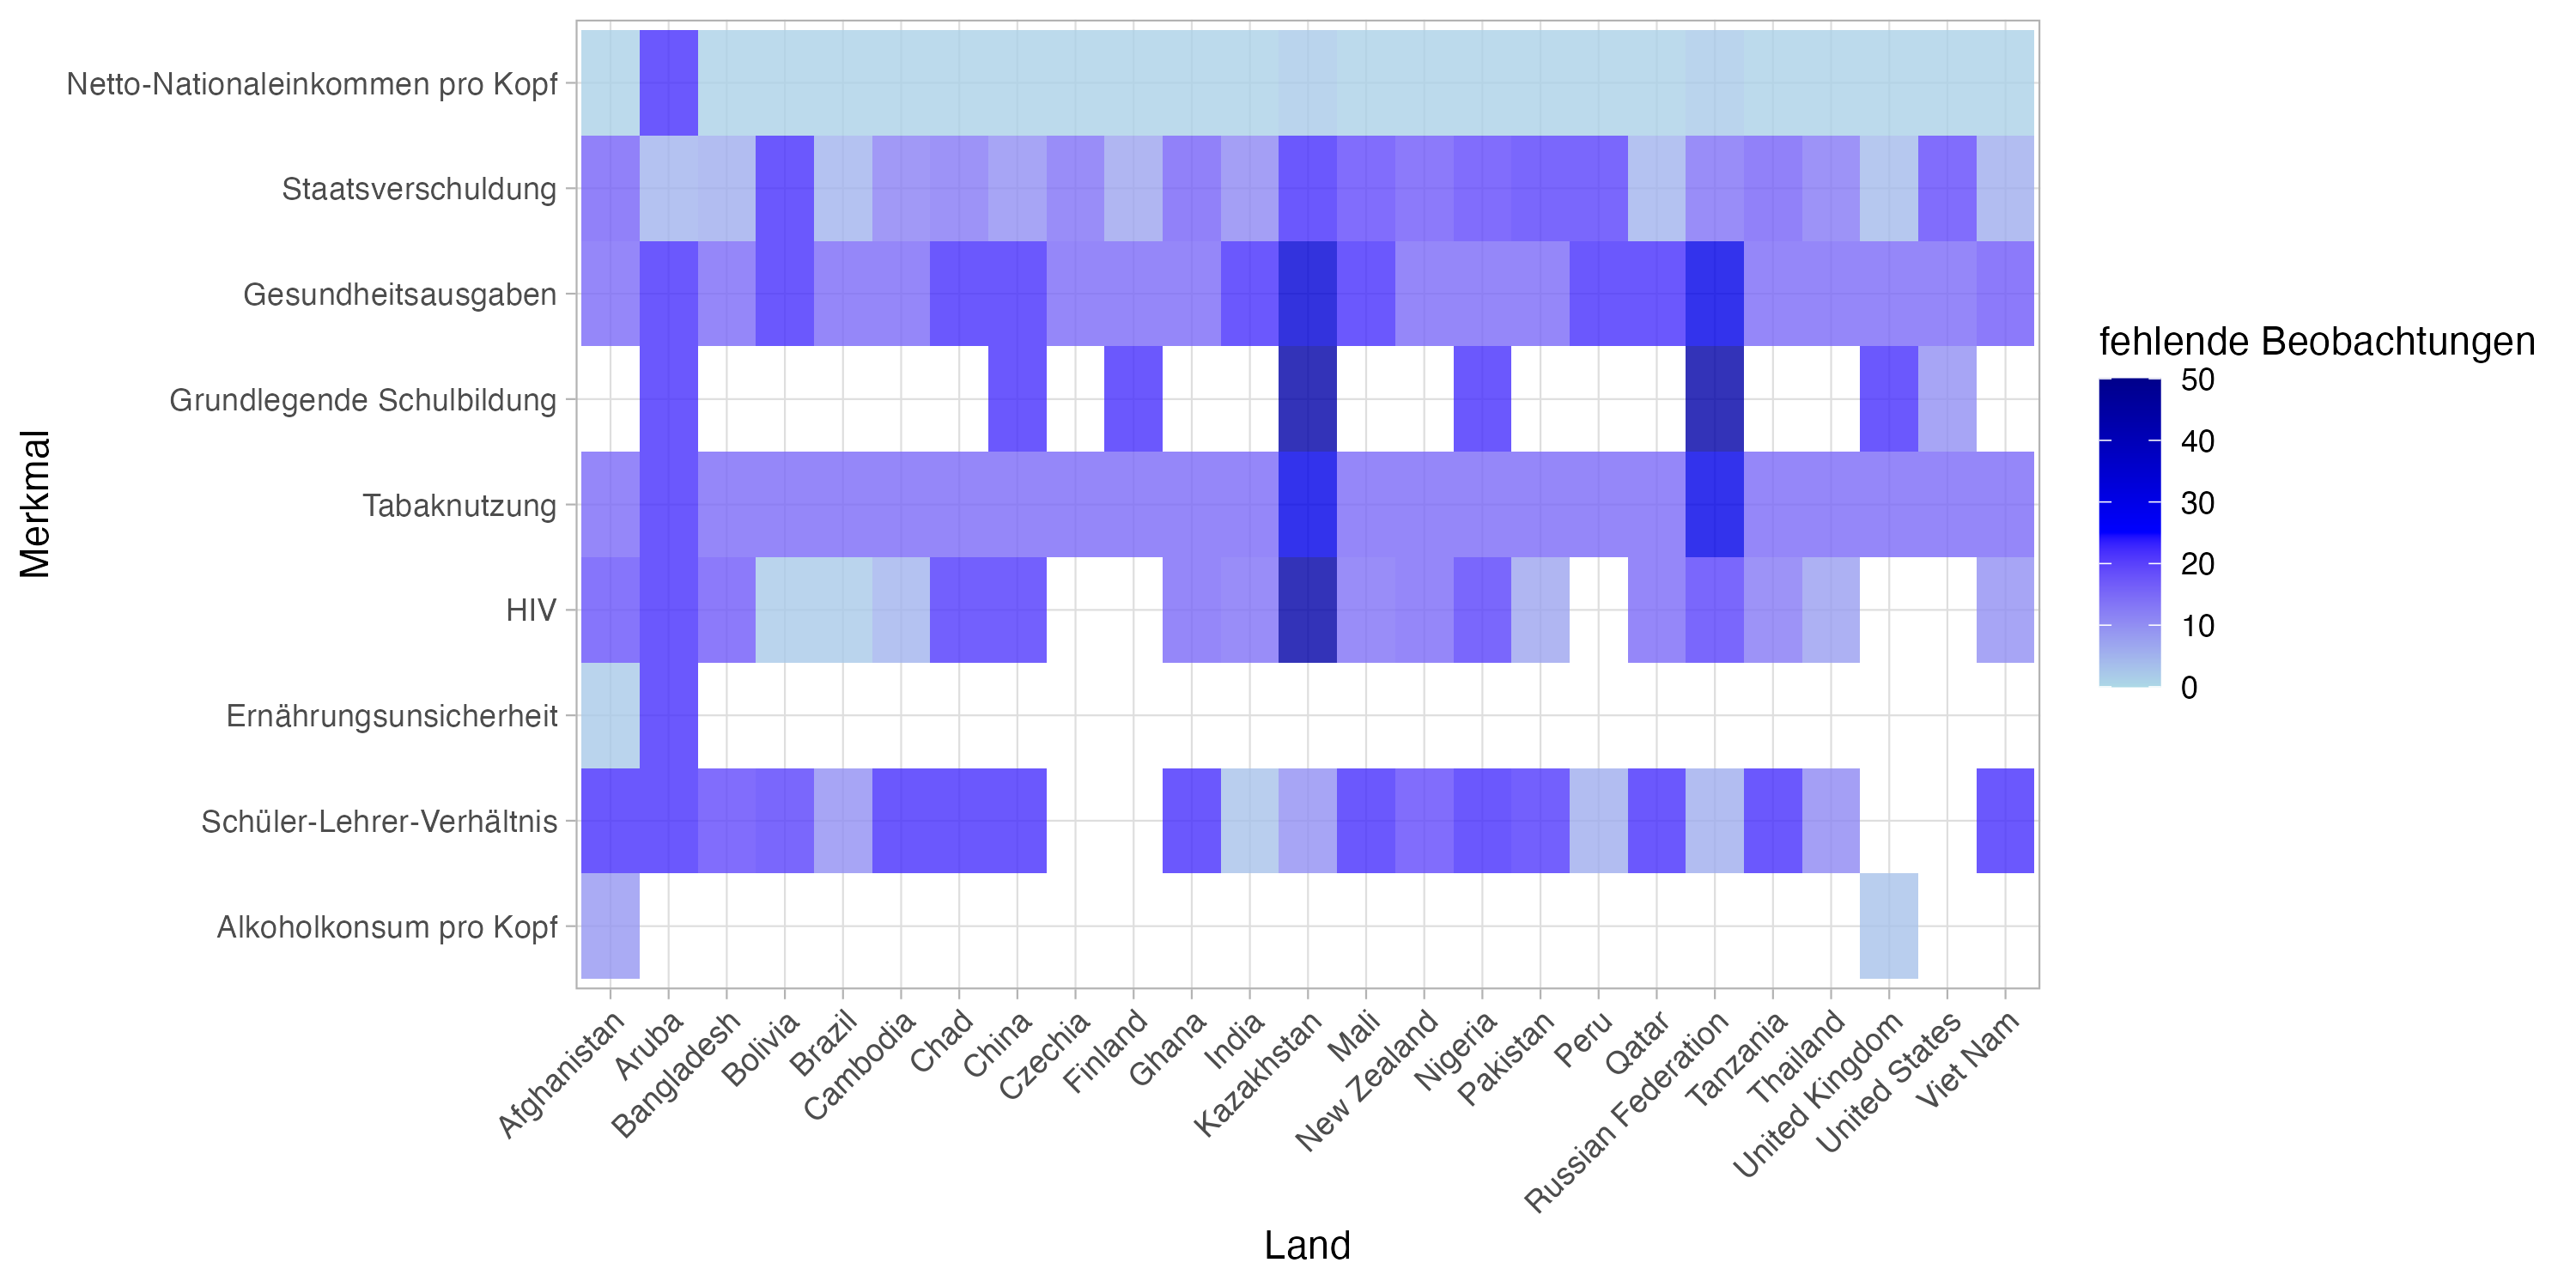 Netto-Nationaleinkommen pro Kopf
Staatsverschuldung
Gesundheitsausgaben
Grundlegende Schulbildung
Tabaknutzung
HIV
Ernährungsunsicherheit
Schüler-Lehrer-Verhältnis
Alkoholkonsum pro Kopf
Merkmal
Afghanistan
Aruba
Bangladesh
Bolivia
Brazil
Cambodia
Chad
China
Czechia
Finland
Ghana
India
Kazakhstan
Mali
New Zealand
Nigeria
Pakistan
Peru
Qatar
Russian Federation
Tanzania
Thailand
United Kingdom
United States
Viet Nam
Land
fehlende Beobachtungen
50
40
30
20
10
0